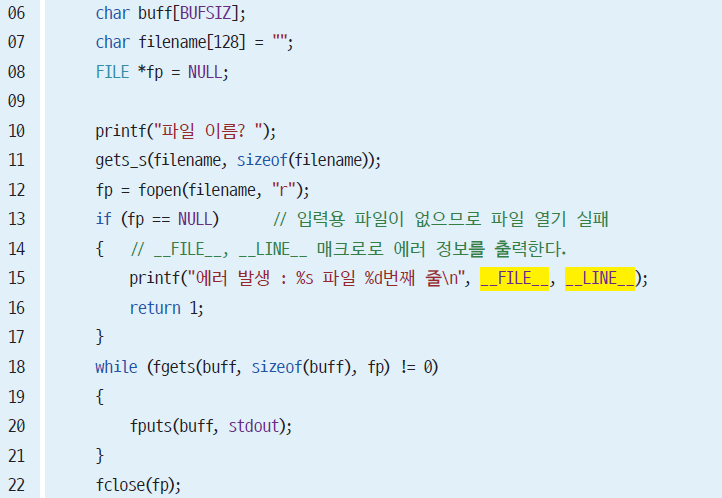 06 char buff[BUFSIZ];
07 char filename[128] = "";
08 FILE *fp = NULL;
09
10 printf("파일 이름? ");
11 gets_s(filename, sizeof(filename));
12 fp = fopen(filename, "r");
13 if (fp == NULL) // 입력용 파일이 없으므로 파일 열기 실패
14 { // __FILE__, __LINE__ 매크로로 에러 정보를 출력한다.
15 printf("에러 발생 : %s 파일 %d번째 줄\n", __FILE__, __LINE__);
16 return 1;
17 }
18 while (fgets(buff, sizeof(buff), fp) != 0)
19 {
20 fputs(buff, stdout);
21 }
22 fclose(fp);